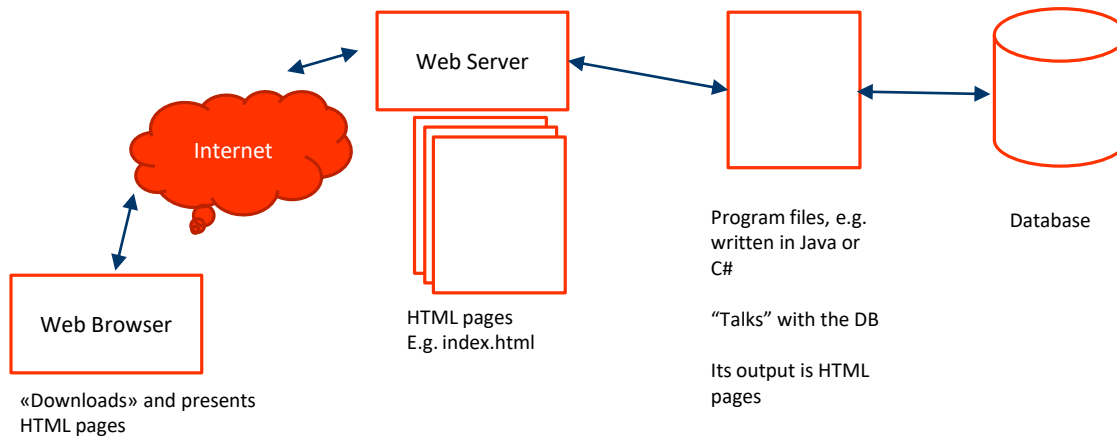 Web Server
Internet
Web Browser
«Downloads» and presents
HTML pages
HTML pages
E.g. index.html
Program files, e.g.
written in Java or
C#
“Talks” with the DB
Its output is HTML
pages
Database